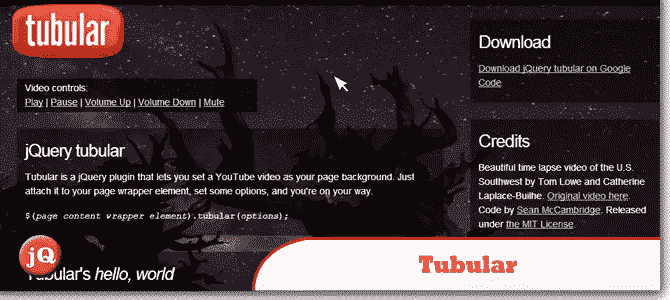 tubular
Video controls:
Play | Pause | Volume Up | Volume Down | Mute
jQuery tubular
Tubular is a jQuery plugin that lets you set a YouTube video as your page background. Just
attach it to your page wrapper element, set some options, and you're on your way.
$(page content wrapper element).tubular(options);
jQ
Tubular's hello, world
Download
Download jQuery tubular on Google
Code
Credits
Beautiful time lapse video of the U.S.
Southwest by Tom Lowe and Catherine
Laplace-Builhe. Original video here.
Code by Sean McCambridge. Released
under the MIT License.
Tubular